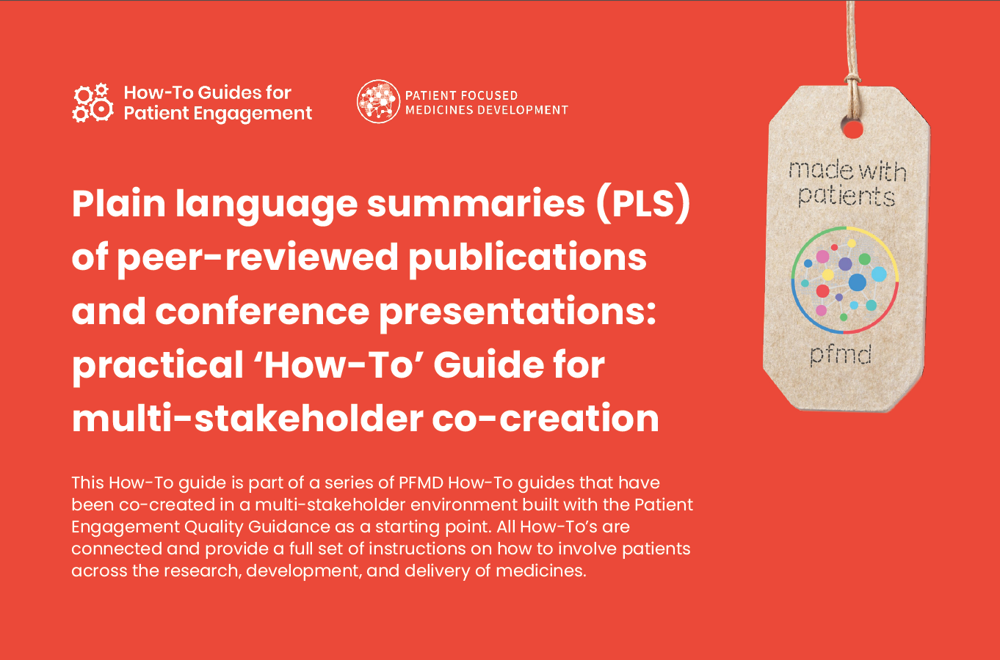 How-To Guides for
Patient Engagement
PATIENT FOCUSED
MEDICINES DEVELOPMENT
Plain language summaries (PLS)
of peer-reviewed publications
and conference presentations:
practical ‘How-To’ Guide for
multi-stakeholder co-creation
This How-To guide is part of a series of PFMD How-To guides that have
been co-created in a multi-stakeholder environment built with the Patient
Engagement Quality Guidance as a starting point. All How-To’s are
connected and provide a full set of instructions on how to involve patients
across the research, development, and delivery of medicines.
made with
patients
pfmd